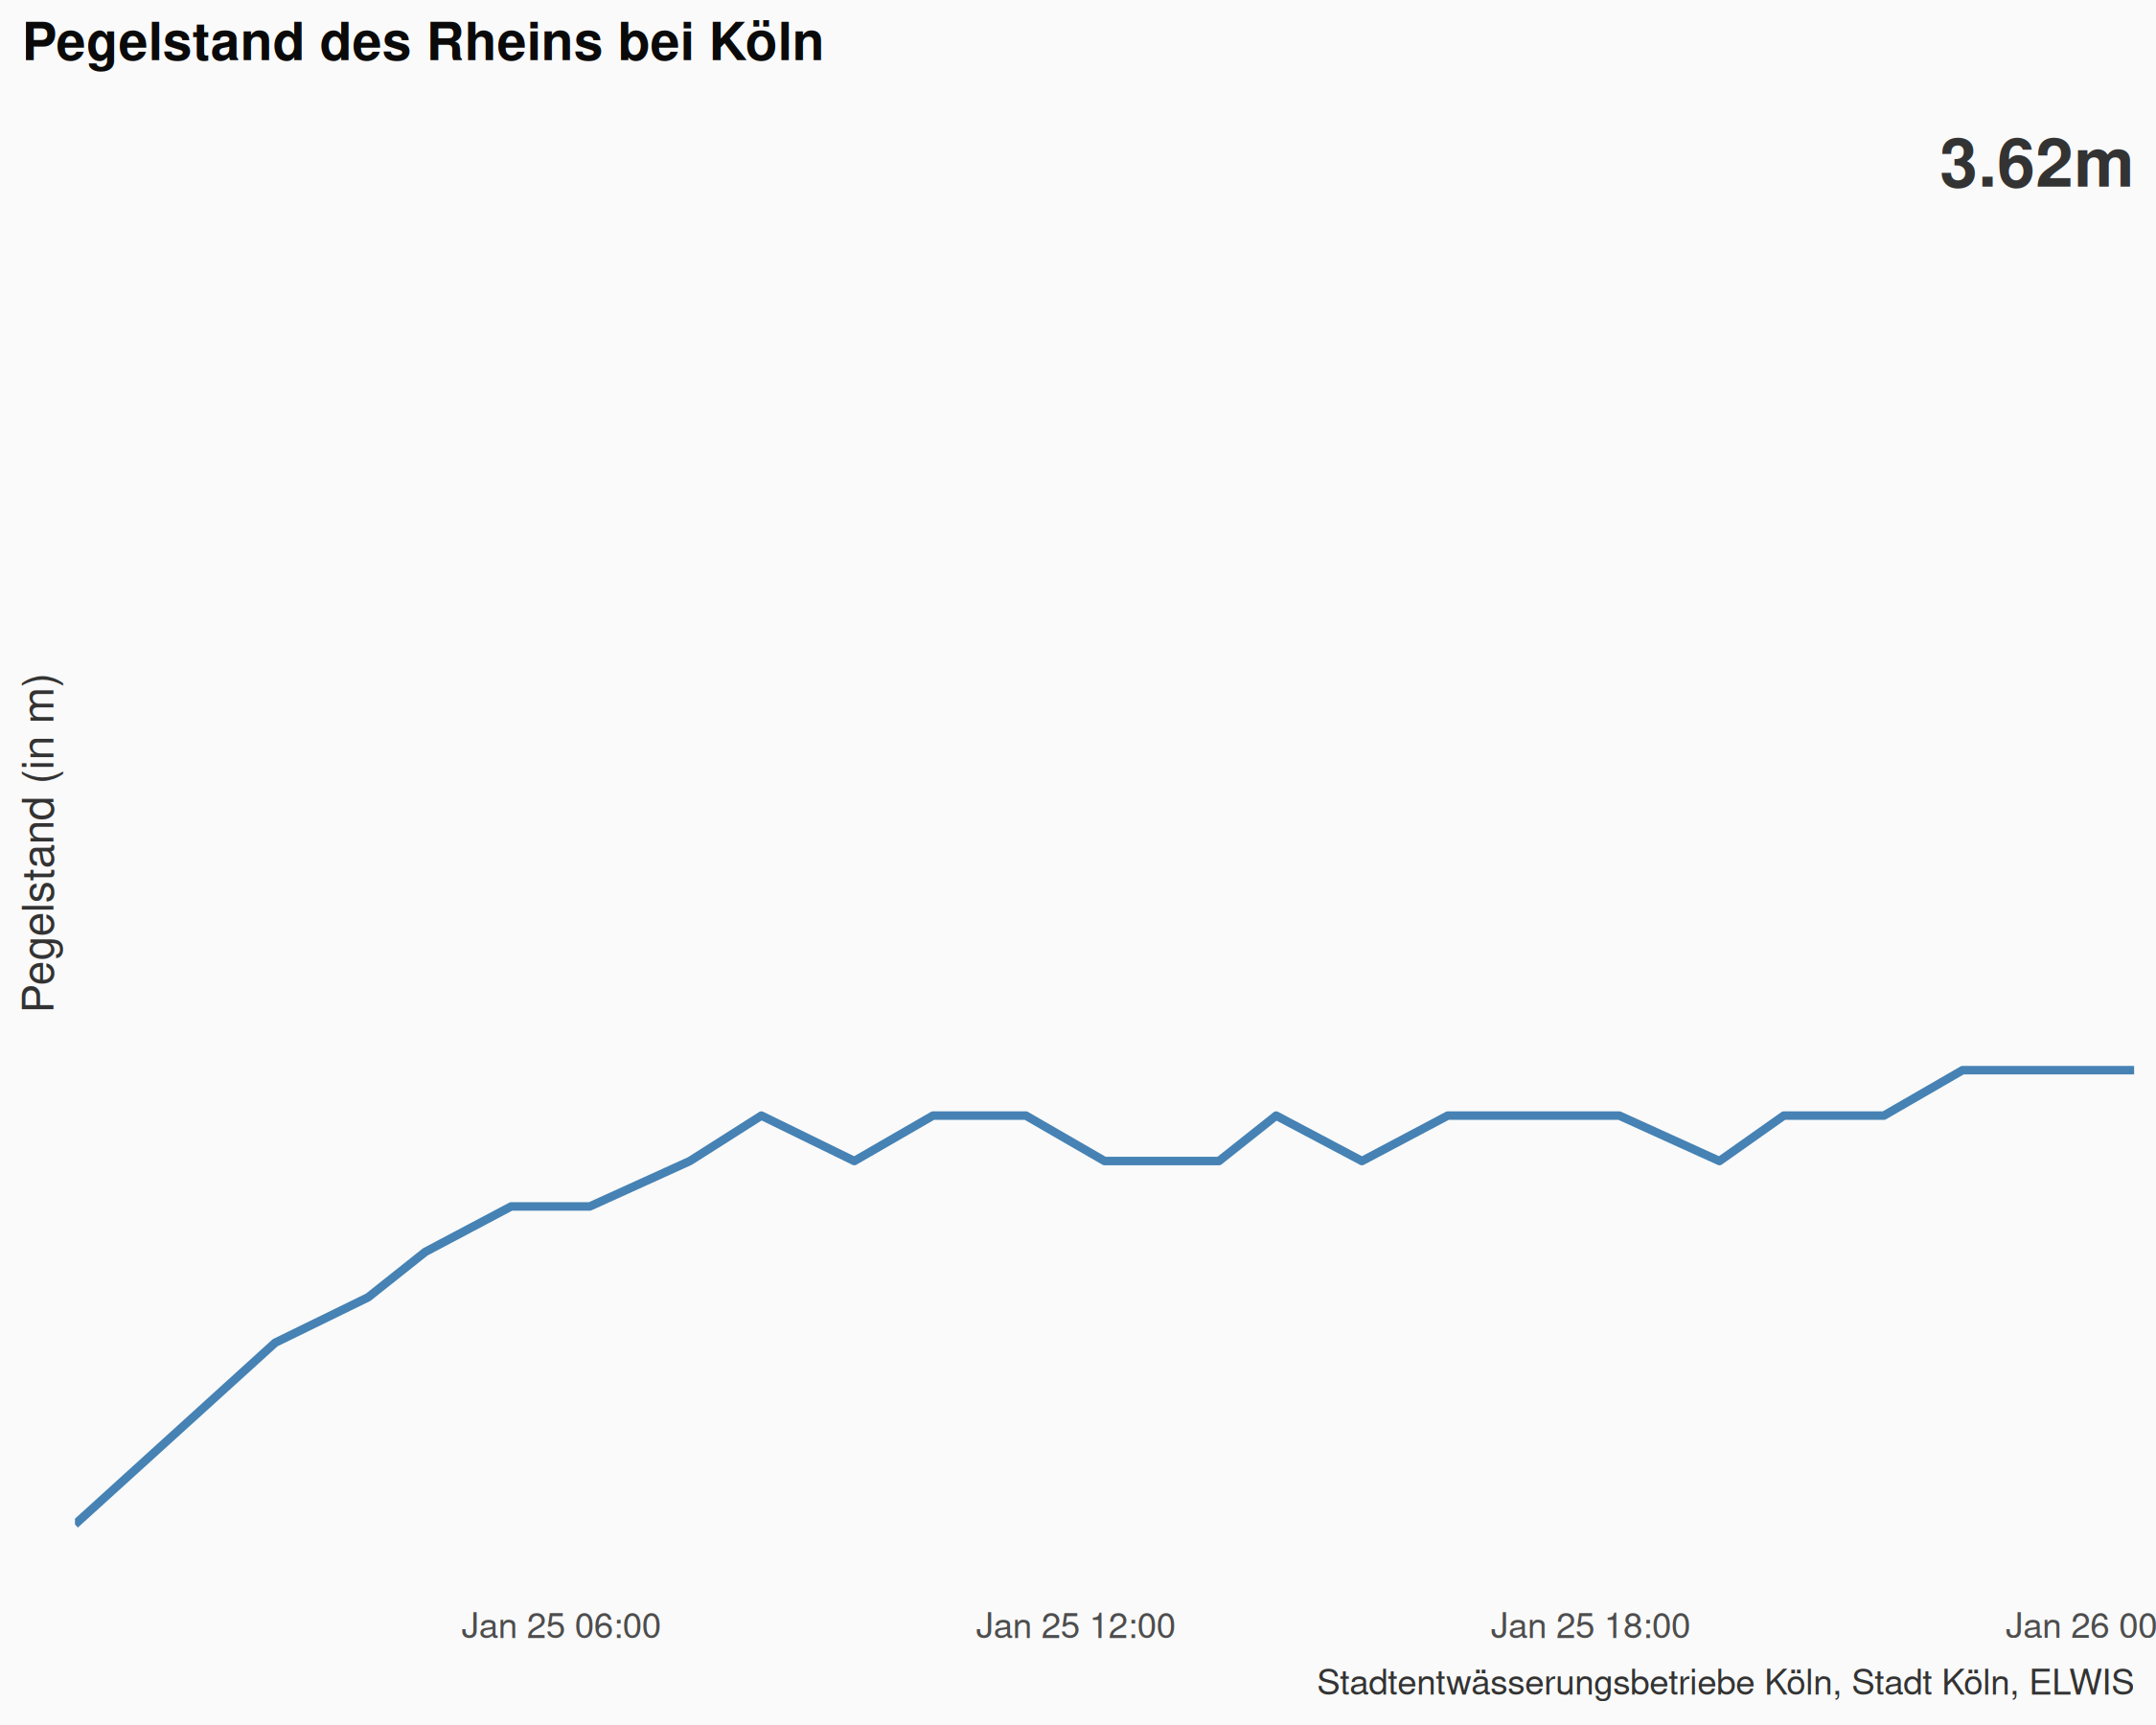 Pegelstand des Rheins bei Köln
3.62m
Pegelstand (in m)
Jan 25 06:00 Jan 25 12:00 Jan 25 18:00 Jan 26 00
Stadtentwässerungsbetriebe Köln, Stadt Köln, ELWIS